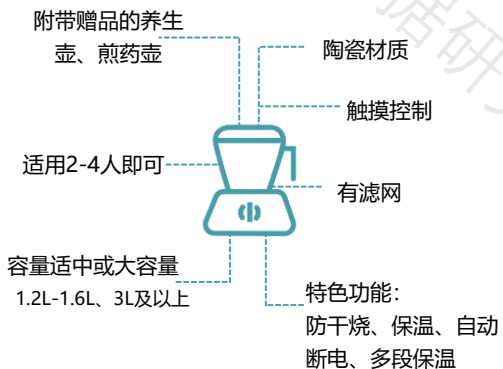 附带赠品的养生
壶、煎药壶
陶瓷材质
触摸控制
适用2-4人即可
有滤网
容量适中或大容量
1.2L-1.6L、3L及以上
特色功能：
防干烧、保温、自动
断电、多段保温